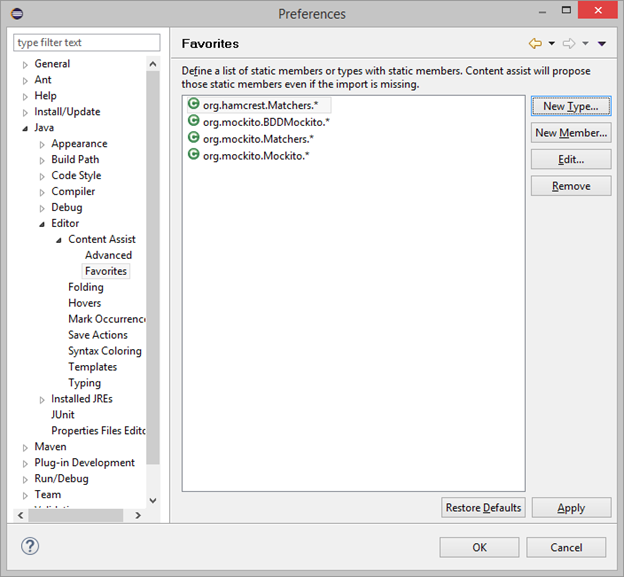 Preferences
type filter text
General
Ant
Help
Install/Update
Java
Appearance
Build Path
Code Style
Compiler
Debug
Editor
Content Assist
Advanced
Favorites
Folding
Hovers
Mark Occurrenc
Save Actions
Syntax Coloring
Templates
Typing
Installed JREs
JUnit
Properties Files Edito
Maven
Plug-in Development
Run/Debug
Team
Favorites
Define a list of static members or types with static members. Content assist will propose
those static members even if the import is missing.
org.hamcrest.Matchers.*
org.mockito.BDDMockito.*
org.mockito.Matchers.*
org.mockito.Mockito.*
New Type...
New Member...
Edit...
Remove
Restore Defaults
Apply
?
OK
Cancel